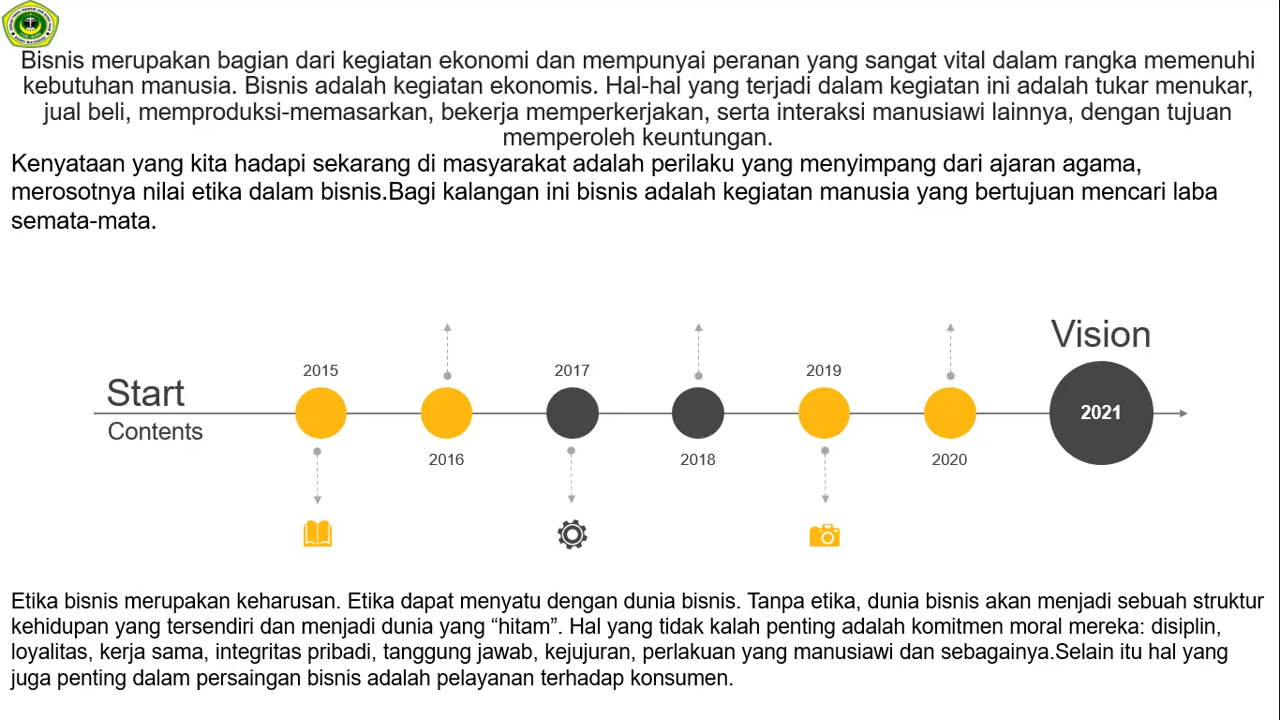 Bisnis merupakan bagian dari kegiatan ekonomi dan mempunyai peranan yang sangat vital dalam rangka memenuhi
kebutuhan manusia. Bisnis adalah kegiatan ekonomis. Hal-hal yang terjadi dalam kegiatan ini adalah tukar menukar,
jual beli, memproduksi-memasarkan, bekerja memperkerjakan, serta interaksi manusiawi lainnya, dengan tujuan
memperoleh keuntungan.
Kenyataan yang kita hadapi sekarang di masyarakat adalah perilaku yang menyimpang dari ajaran agama,
merosotnya nilai etika dalam bisnis.Bagi kalangan ini bisnis adalah kegiatan manusia yang bertujuan mencari laba
semata-mata.
Vision
2015
2017
2019
Start
2021
Contents
2016
2018
2020
Etika bisnis merupakan keharusan. Etika dapat menyatu dengan dunia bisnis. Tanpa etika, dunia bisnis akan menjadi sebuah struktur
kehidupan yang tersendiri dan menjadi dunia yang “hitam”. Hal yang tidak kalah penting adalah komitmen moral mereka: disiplin,
loyalitas, kerja sama, integritas pribadi, tanggung jawab, kejujuran, perlakuan yang manusiawi dan sebagainya.Selain itu hal yang
juga penting dalam persaingan bisnis adalah pelayanan terhadap konsumen.